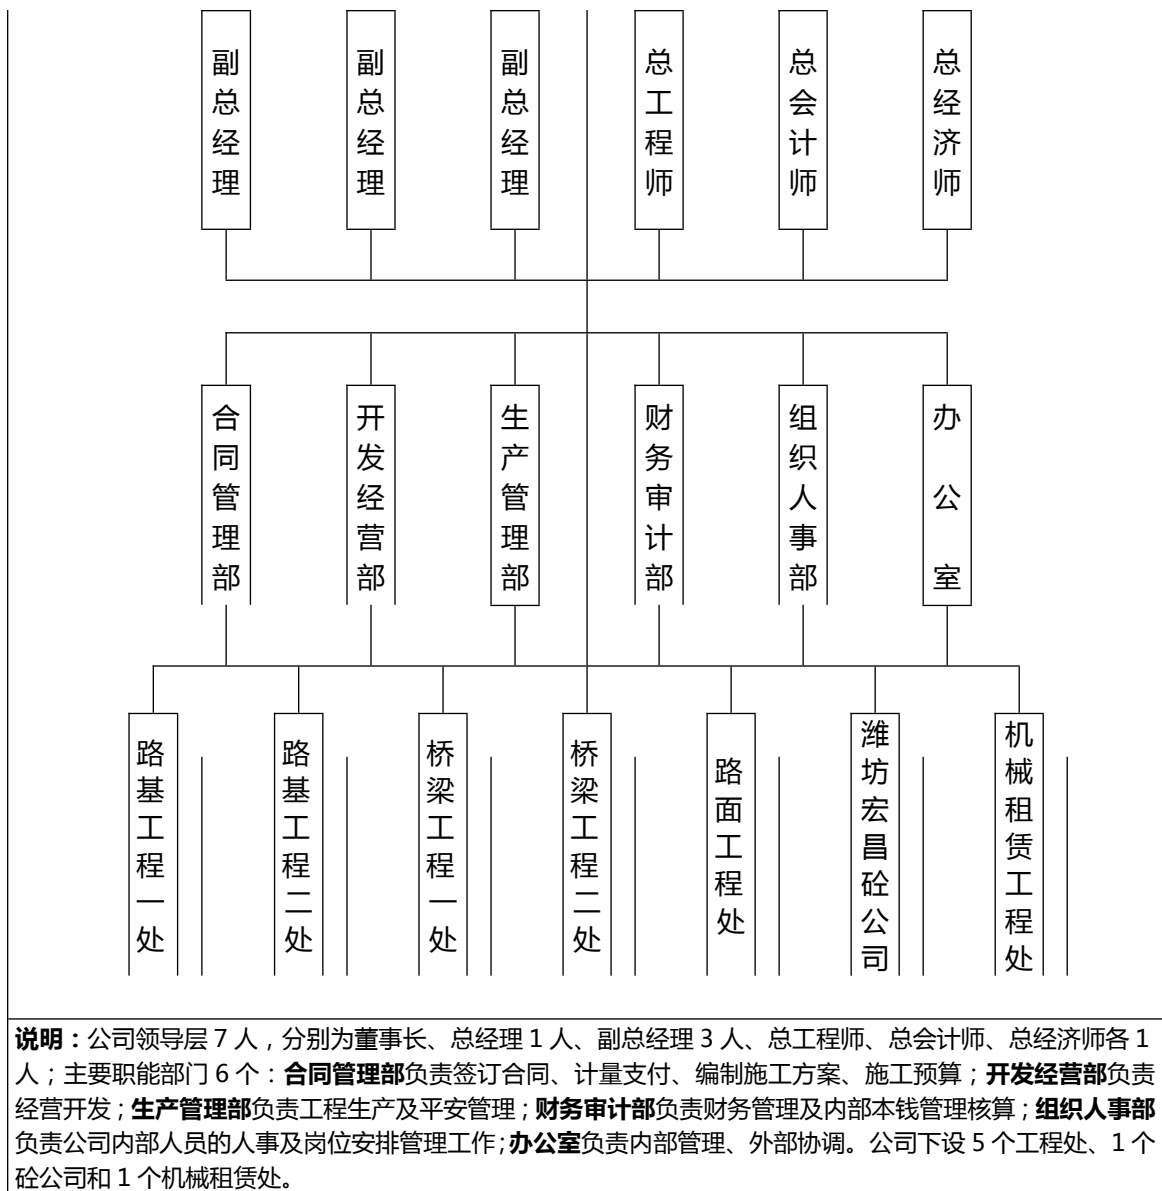 副总经理
副总经理
副总经理
总工程师
总会计师
总经济师
合同管理部
开发经营部
生产管理部
财务审计部
组织人事部
办公室
路基工程一处
路基工程二处
桥梁工程一处
桥梁工程二处
路面工程处
潍坊宏昌砼公司
机械租赁工程处
说明：公司领导层7人，分别为董事长、总经理1人、副总经理3人、总工程师、总会计师、总经济师各1
人；主要职能部门6个：合同管理部负责签订合同、计量支付、编制施工方案、施工预算；开发经营部负责
经营开发；生产管理部负责工程生产及平安管理；财务审计部负责财务管理及内部本钱管理核算；组织人事部
负责公司内部人员的人事及岗位安排管理工作；办公室负责内部管理、外部协调。公司下设5个工程处、1个
砼公司和1个机械租赁处。